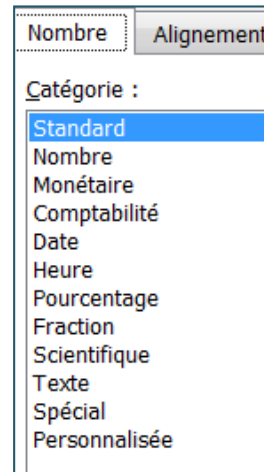 Nombre Alignement
Catégorie :
Standard
Nombre
Monétaire
Comptabilité
Date
Heure
Pourcentage
Fraction
Scientifique
Texte
Spécial
Personnalisée